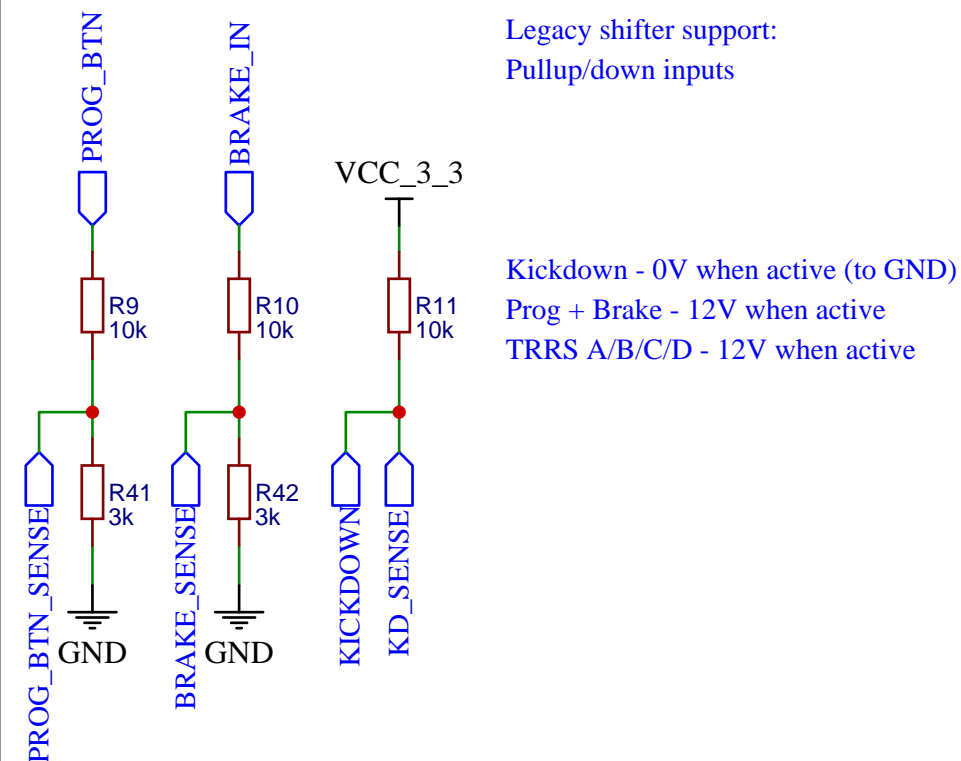 PROG_BTN
BRAKE_IN
Legacy shifter support:
Pullup/down inputs
VCC_3_3
R9
10k
R10
10k
R11
10k
Kickdown - 0V when active (to GND)
Prog + Brake - 12V when active
TRRS A/B/C/D - 12V when active
R41
3k
R42
3k
PROG_BTN_SENSE
BRAKE_SENSE
KICKDOWN
KD_SENSE
GND
GND